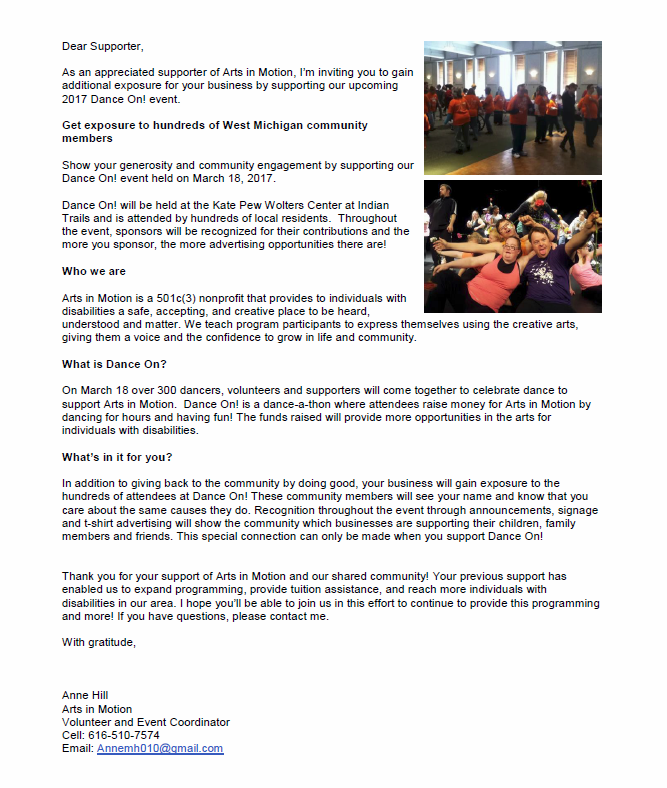 Dear Supporter,
As an appreciated supporter of Arts in Motion, I'm inviting you to gain
additional exposure for your business by supporting our upcoming
2017 Dance On! event.
Get exposure to hundreds of West Michigan community
members
Show your generosity and community engagement by supporting our
Dance On! event held on March 18, 2017.
Dance On! will be held at the Kate Pew Wolters Center at Indian
Trails and is attended by hundreds of local residents.  Throughout
the event, sponsors will be recognized for their contributions and the
more you sponsor, the more advertising opportunities there are!
Who we are
Arts in Motion is a 501c(3) nonprofit that provides to individuals with
disabilities a safe, accepting, and creative place to be heard,
understood and matter. We teach program participants to express themselves using the creative arts,
giving them a voice and the confidence to grow in life and community.
What is Dance On?
On March 18 over 300 dancers, volunteers and supporters will come together to celebrate dance to
support Arts in Motion.  Dance On! is a dance-a-thon where attendees raise money for Arts in Motion by
dancing for hours and having fun! The funds raised will provide more opportunities in the arts for
individuals with disabilities.
What's in it for you?
In addition to giving back to the community by doing good, your business will gain exposure to the
hundreds of attendees at Dance On! These community members will see your name and know that you
care about the same causes they do. Recognition throughout the event through announcements, signage
and t-shirt advertising will show the community which businesses are supporting their children, family
members and friends. This special connection can only be made when you support Dance On!
Thank you for your support of Arts in Motion and our shared community! Your previous support has
enabled us to expand programming, provide tuition assistance, and reach more individuals with
disabilities in our area. I hope you'll be able to join us in this effort to continue to provide this programming
and more! If you have questions, please contact me.
With gratitude,
Anne Hill
Arts in Motion
Volunteer and Event Coordinator
Cell: 616-510-7574
Email: Annemh010@gmail.com